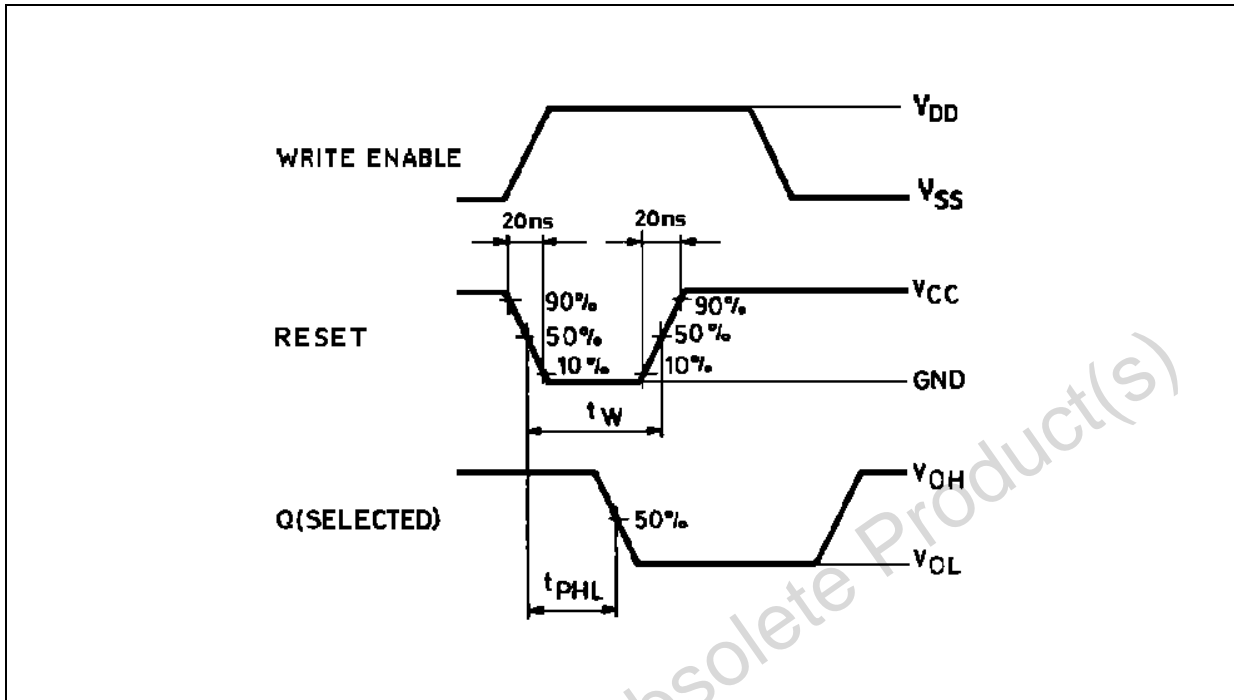 WRITE ENABLE
VDD
VSS
20ns
20ns
RESET
90%
50%
10%
90%
50%
10%
VCC
GND
tW
Q(SELECTED)
50%
VOH
VOL
tPHL
bsolete Product(s)